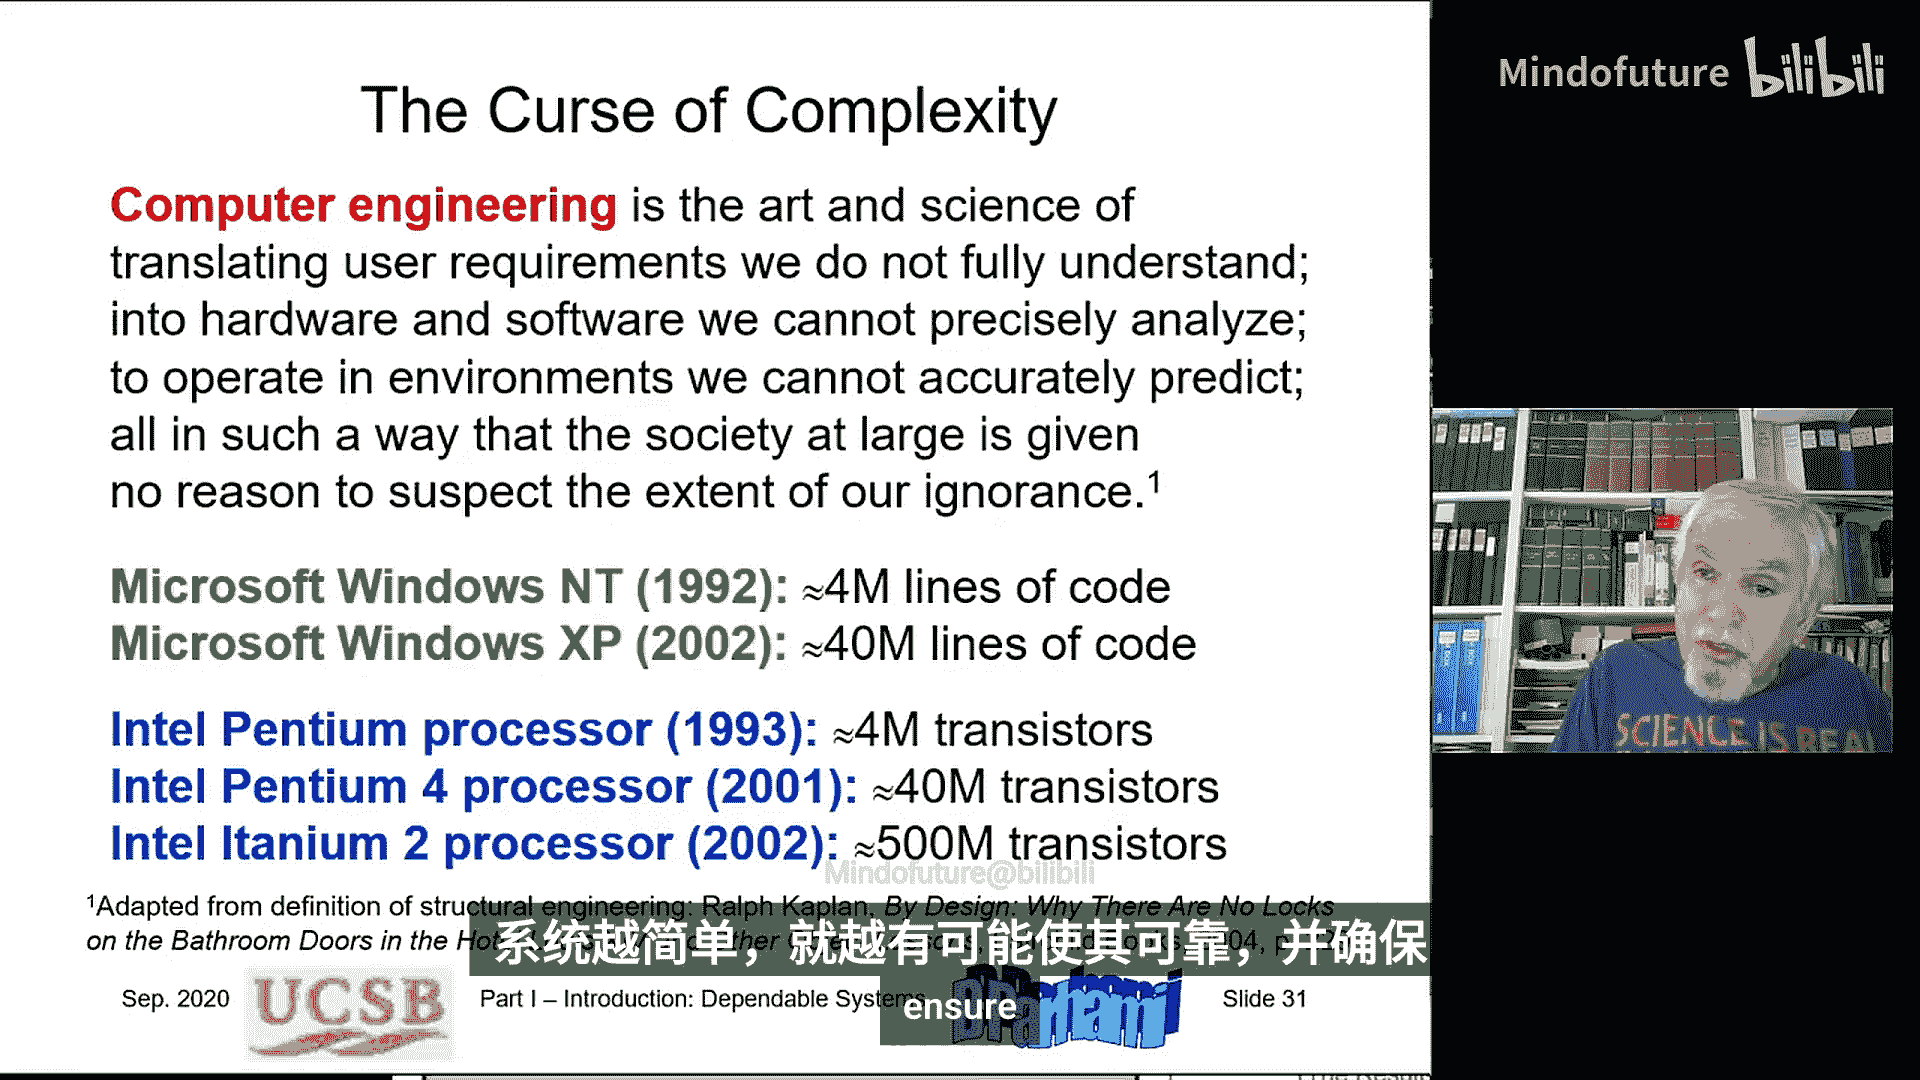 The Curse of Complexity
Computer engineering is the art and science of
translating user requirements we do not fully understand;
into hardware and software we cannot precisely analyze;
to operate in environments we cannot accurately predict;
all in such a way that the society at large is given
no reason to suspect the extent of our ignorance.¹
Microsoft Windows NT (1992): ≈4M lines of code
Microsoft Windows XP (2002): ≈40M lines of code
Intel Pentium processor (1993): ≈4M transistors
Intel Pentium 4 processor (2001): ≈40M transistors
Intel Itanium 2 processor (2002): ≈500M transistors
Mindofuture@bilibili
¹Adapted from definition of structural engineering: Ralph Kaplan, By Design: Why There Are No Locks
on the Bathroom Doors in the
系统越简单，就越有可能使其可靠，并确保
ensure
Sep. 2020
UCSB
Part I – Introduction: Dependable Systems
Parhami
Slide 31
Mindofuture bilibili
SCIENCE IS REAL